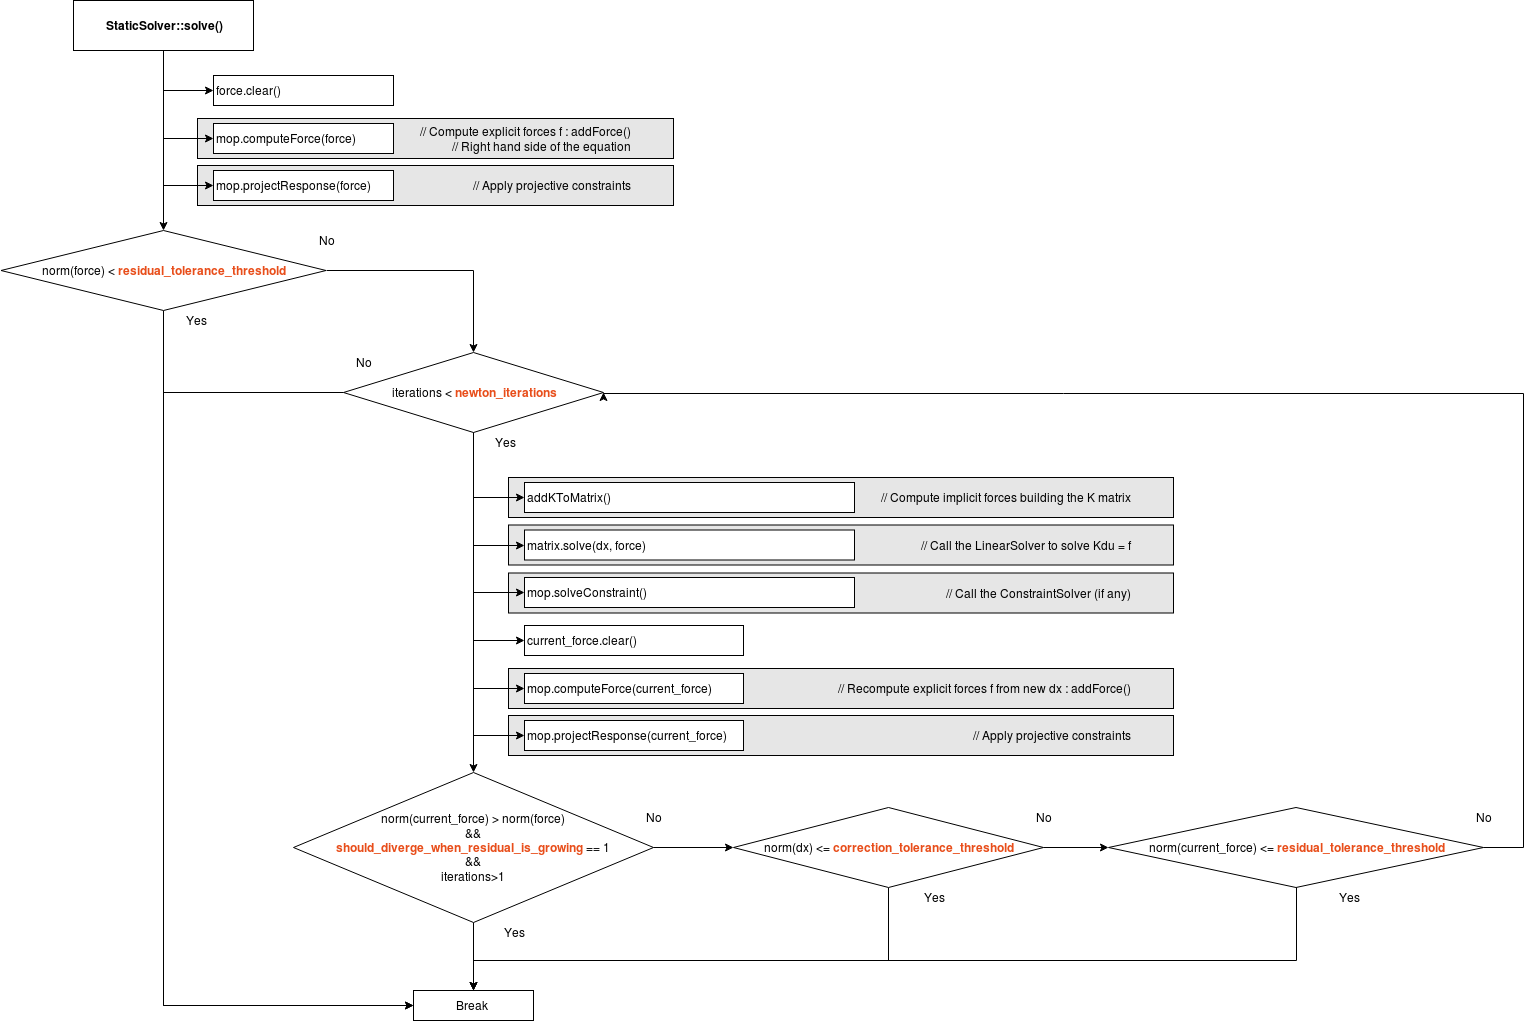 StaticSolver::solve()
force.clear()
mop.computeForce(force)
// Compute explicit forces f : addForce()
// Right hand side of the equation
mop.projectResponse(force)
// Apply projective constraints
No
norm(force) < residual_tolerance_threshold
Yes
No
iterations < newton_iterations
Yes
addKToMatrix()
// Compute implicit forces building the K matrix
matrix.solve(dx, force)
// Call the LinearSolver to solve Kdu = f
mop.solveConstraint()
// Call the ConstraintSolver (if any)
current_force.clear()
mop.computeForce(current_force)
// Recompute explicit forces f from new dx : addForce()
mop.projectResponse(current_force)
// Apply projective constraints
norm(current_force) > norm(force)
&&
should_diverge_when_residual_is_growing == 1
&&
iterations>1
No
Yes
norm(dx) <= correction_tolerance_threshold
No
Yes
norm(current_force) <= residual_tolerance_threshold
No
Yes
Break